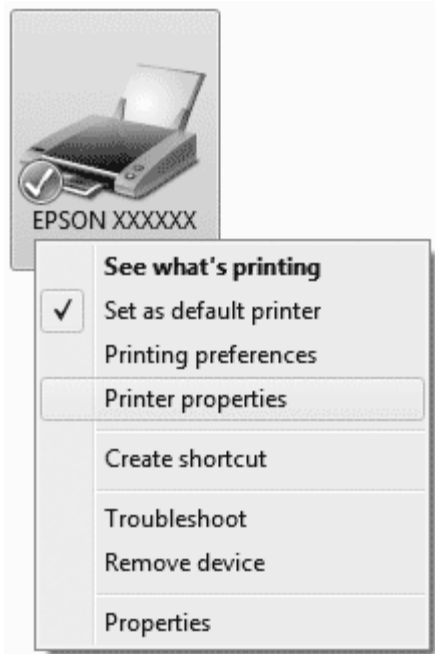 EPSON XXXXXX
See what's printing
Set as default printer
Printing preferences
Printer properties
Create shortcut
Troubleshoot
Remove device
Properties